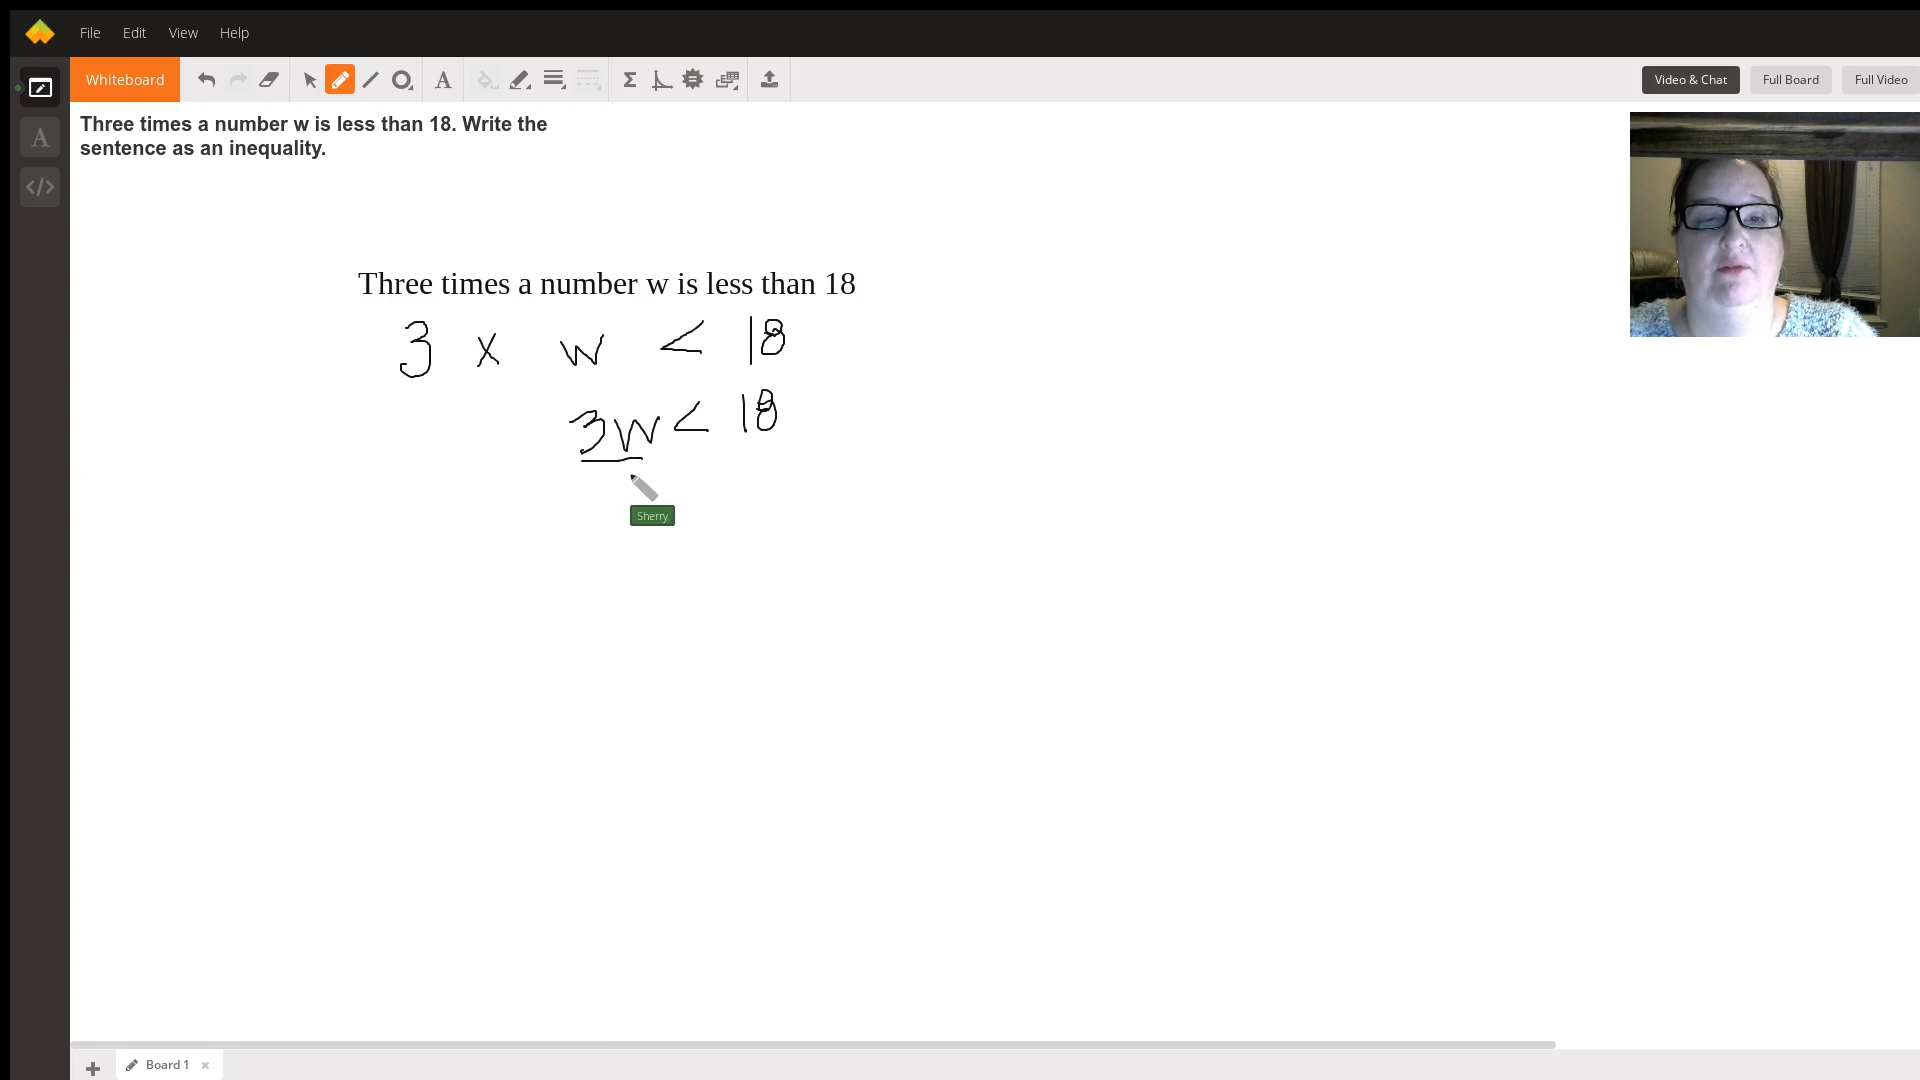 File Edit View Help
Whiteboard A Σ Video & Chat Full Board Full Video
A
</>
Three times a number w is less than 18. Write the
sentence as an inequality.
Three times a number w is less than 18
3 x w < 18
3w < 18
Sherry
+ Board 1 ×